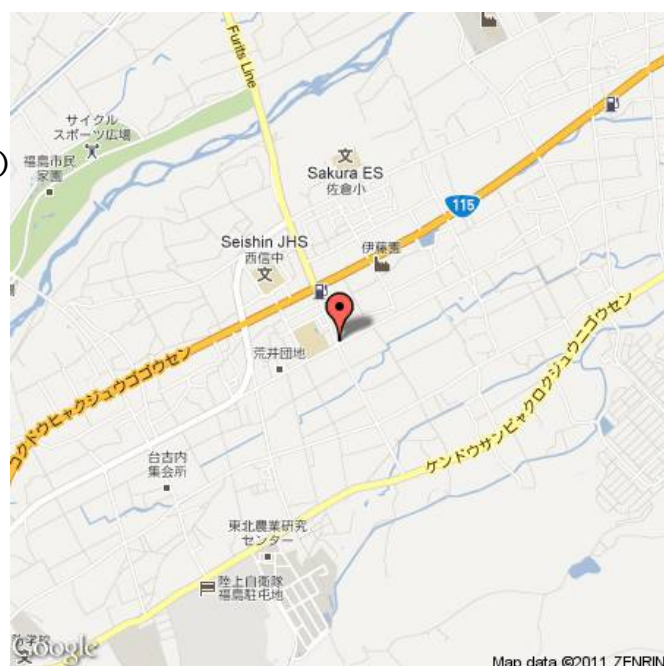 Furits Line
サイクル
スポーツ広場
福島市民
家園
Sakura ES
佐倉小
115
Seishin JHS
西信中
伊藤園
荒井団地
コクドウヒャクジュウゴゴウセン
ケンドウサンビャクロクジュウニゴウセン
台古内
集会所
東北農業研究
センター
陸上自衛隊
福島駐屯地
学校
Google
Map data ©2011 ZENRIN